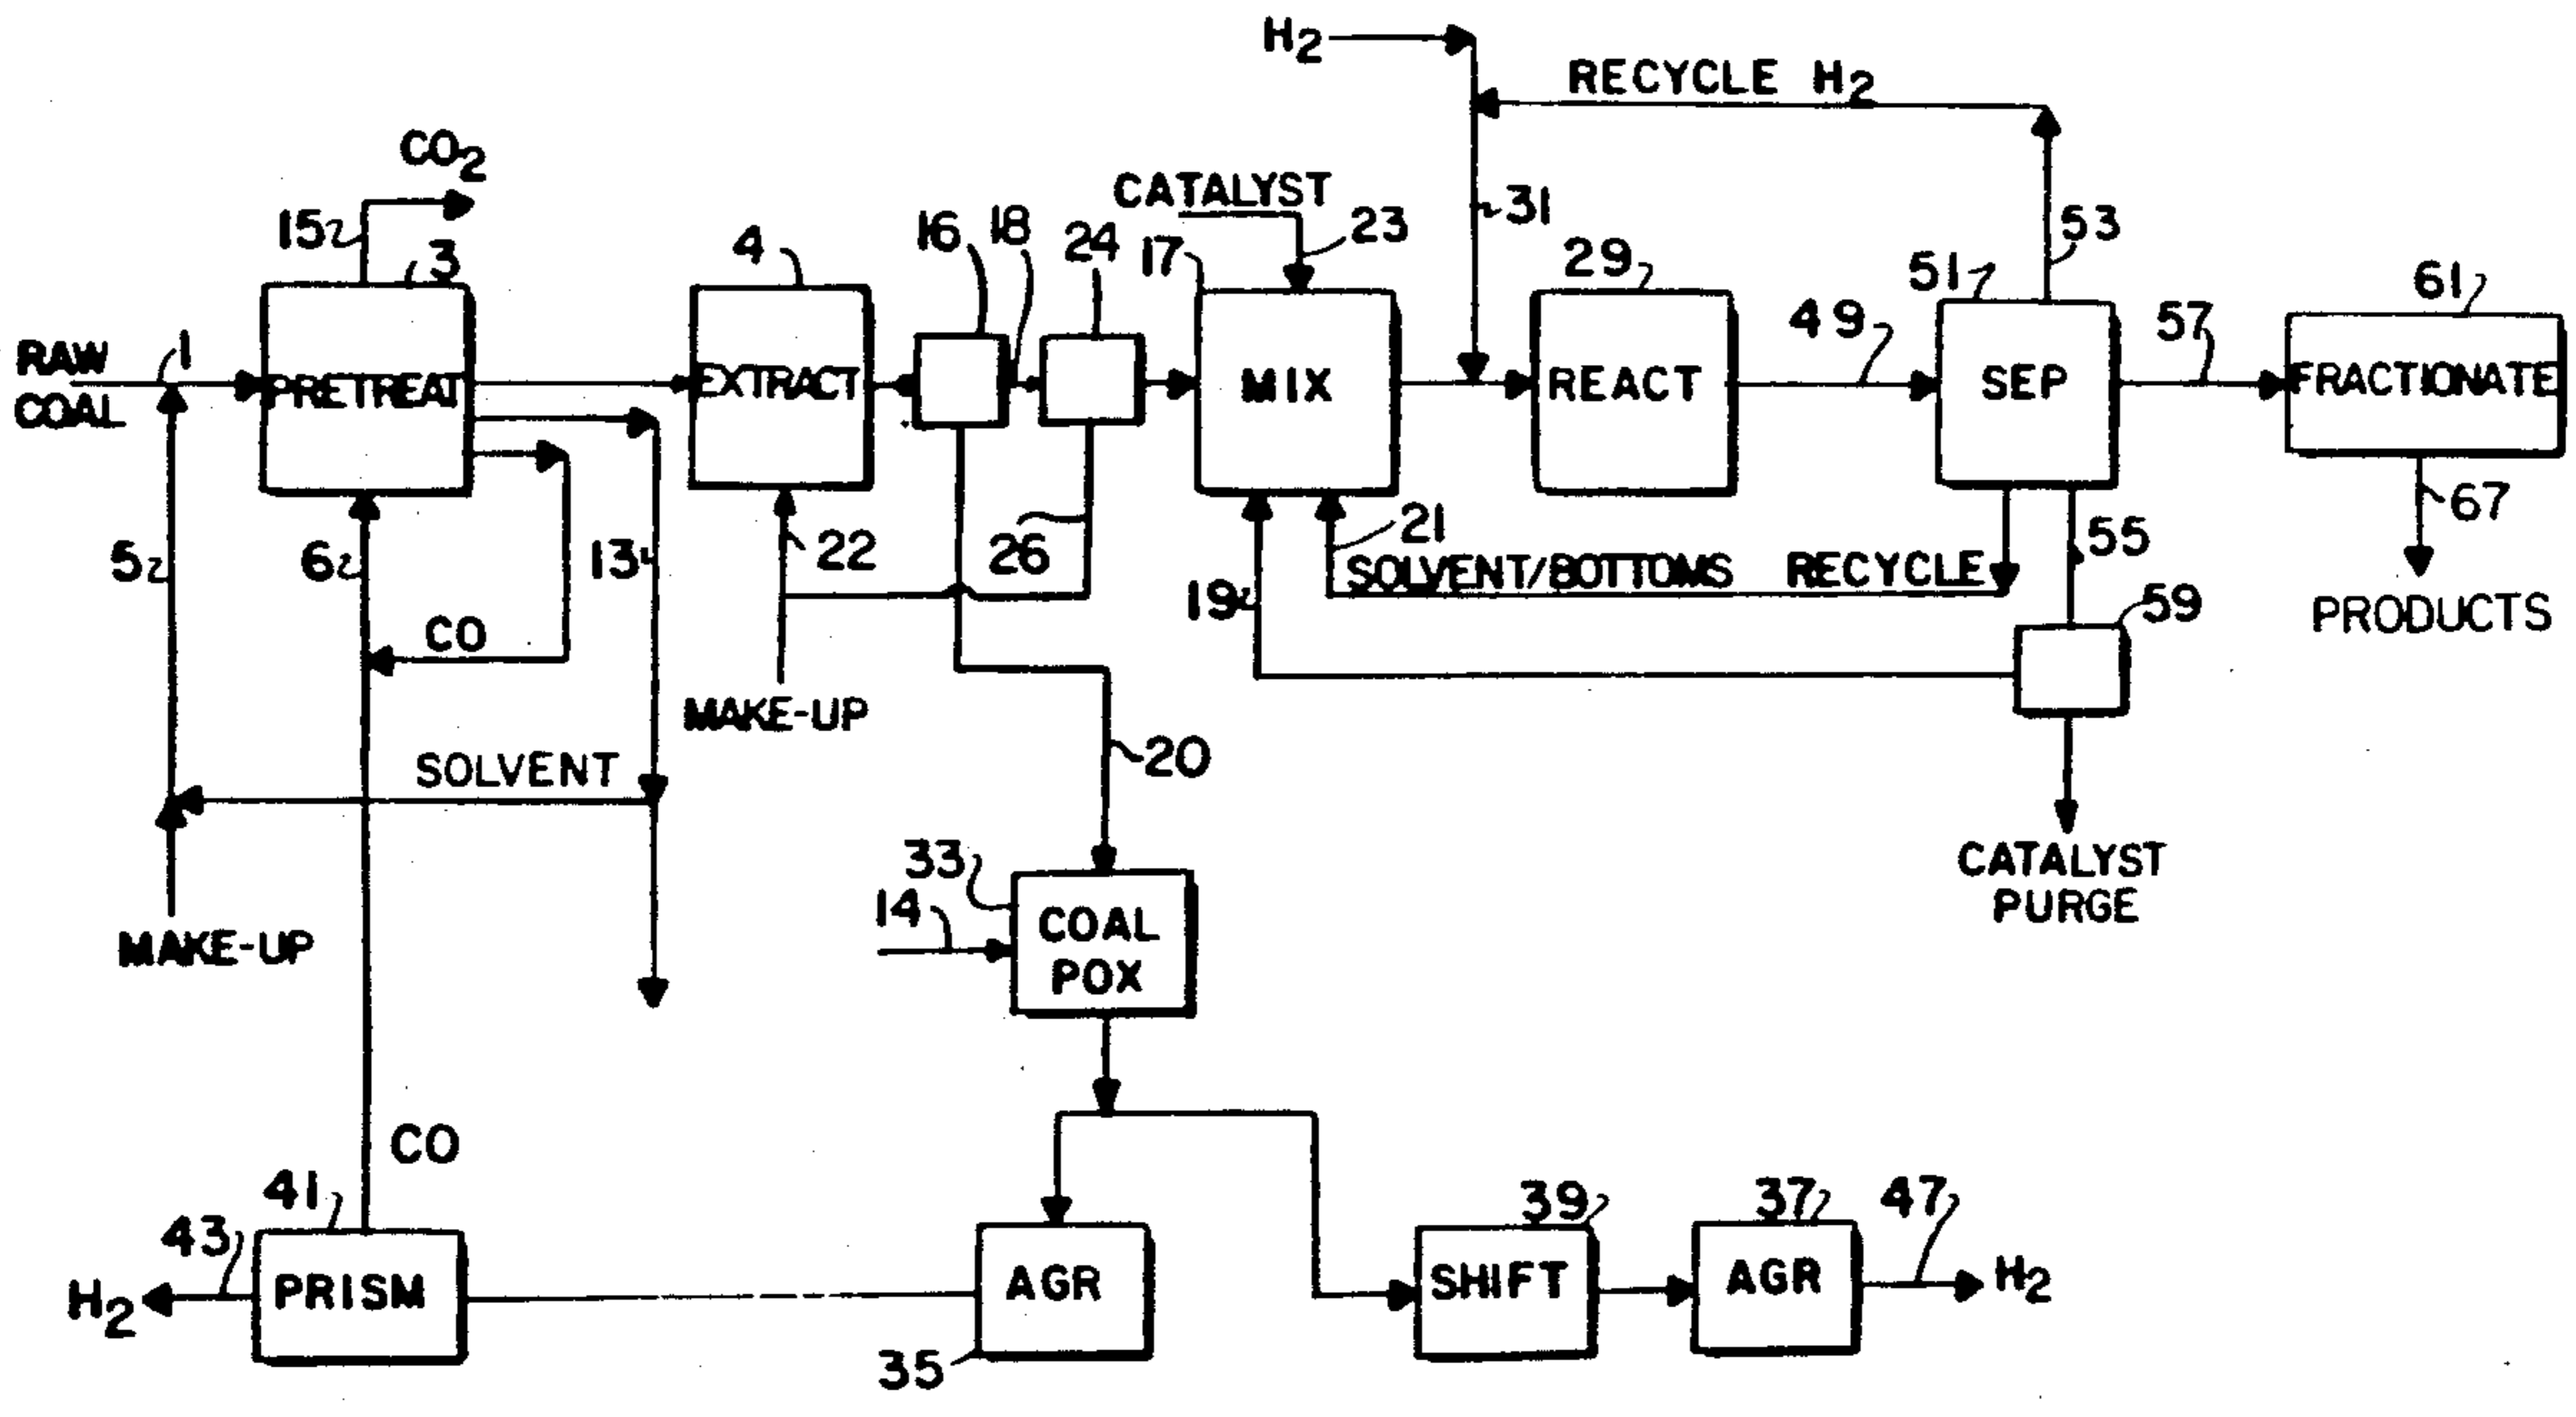 H2
RECYCLE H2
CO2
CATALYST
15
3
4
16
18
24
17
23
31
29
51
53
61
RAW
COAL
1
PRETREAT
EXTRACT
MIX
REACT
49
SEP
57
FRACTIONATE
5
6
13
22
26
21
SOLVENT/BOTTOMS RECYCLE
55
67
19
59
PRODUCTS
CO
MAKE-UP
SOLVENT
20
CATALYST
PURGE
33
14
COAL
POX
MAKE-UP
CO
41
43
H2
PRISM
AGR
35
39
SHIFT
37
AGR
47
H2